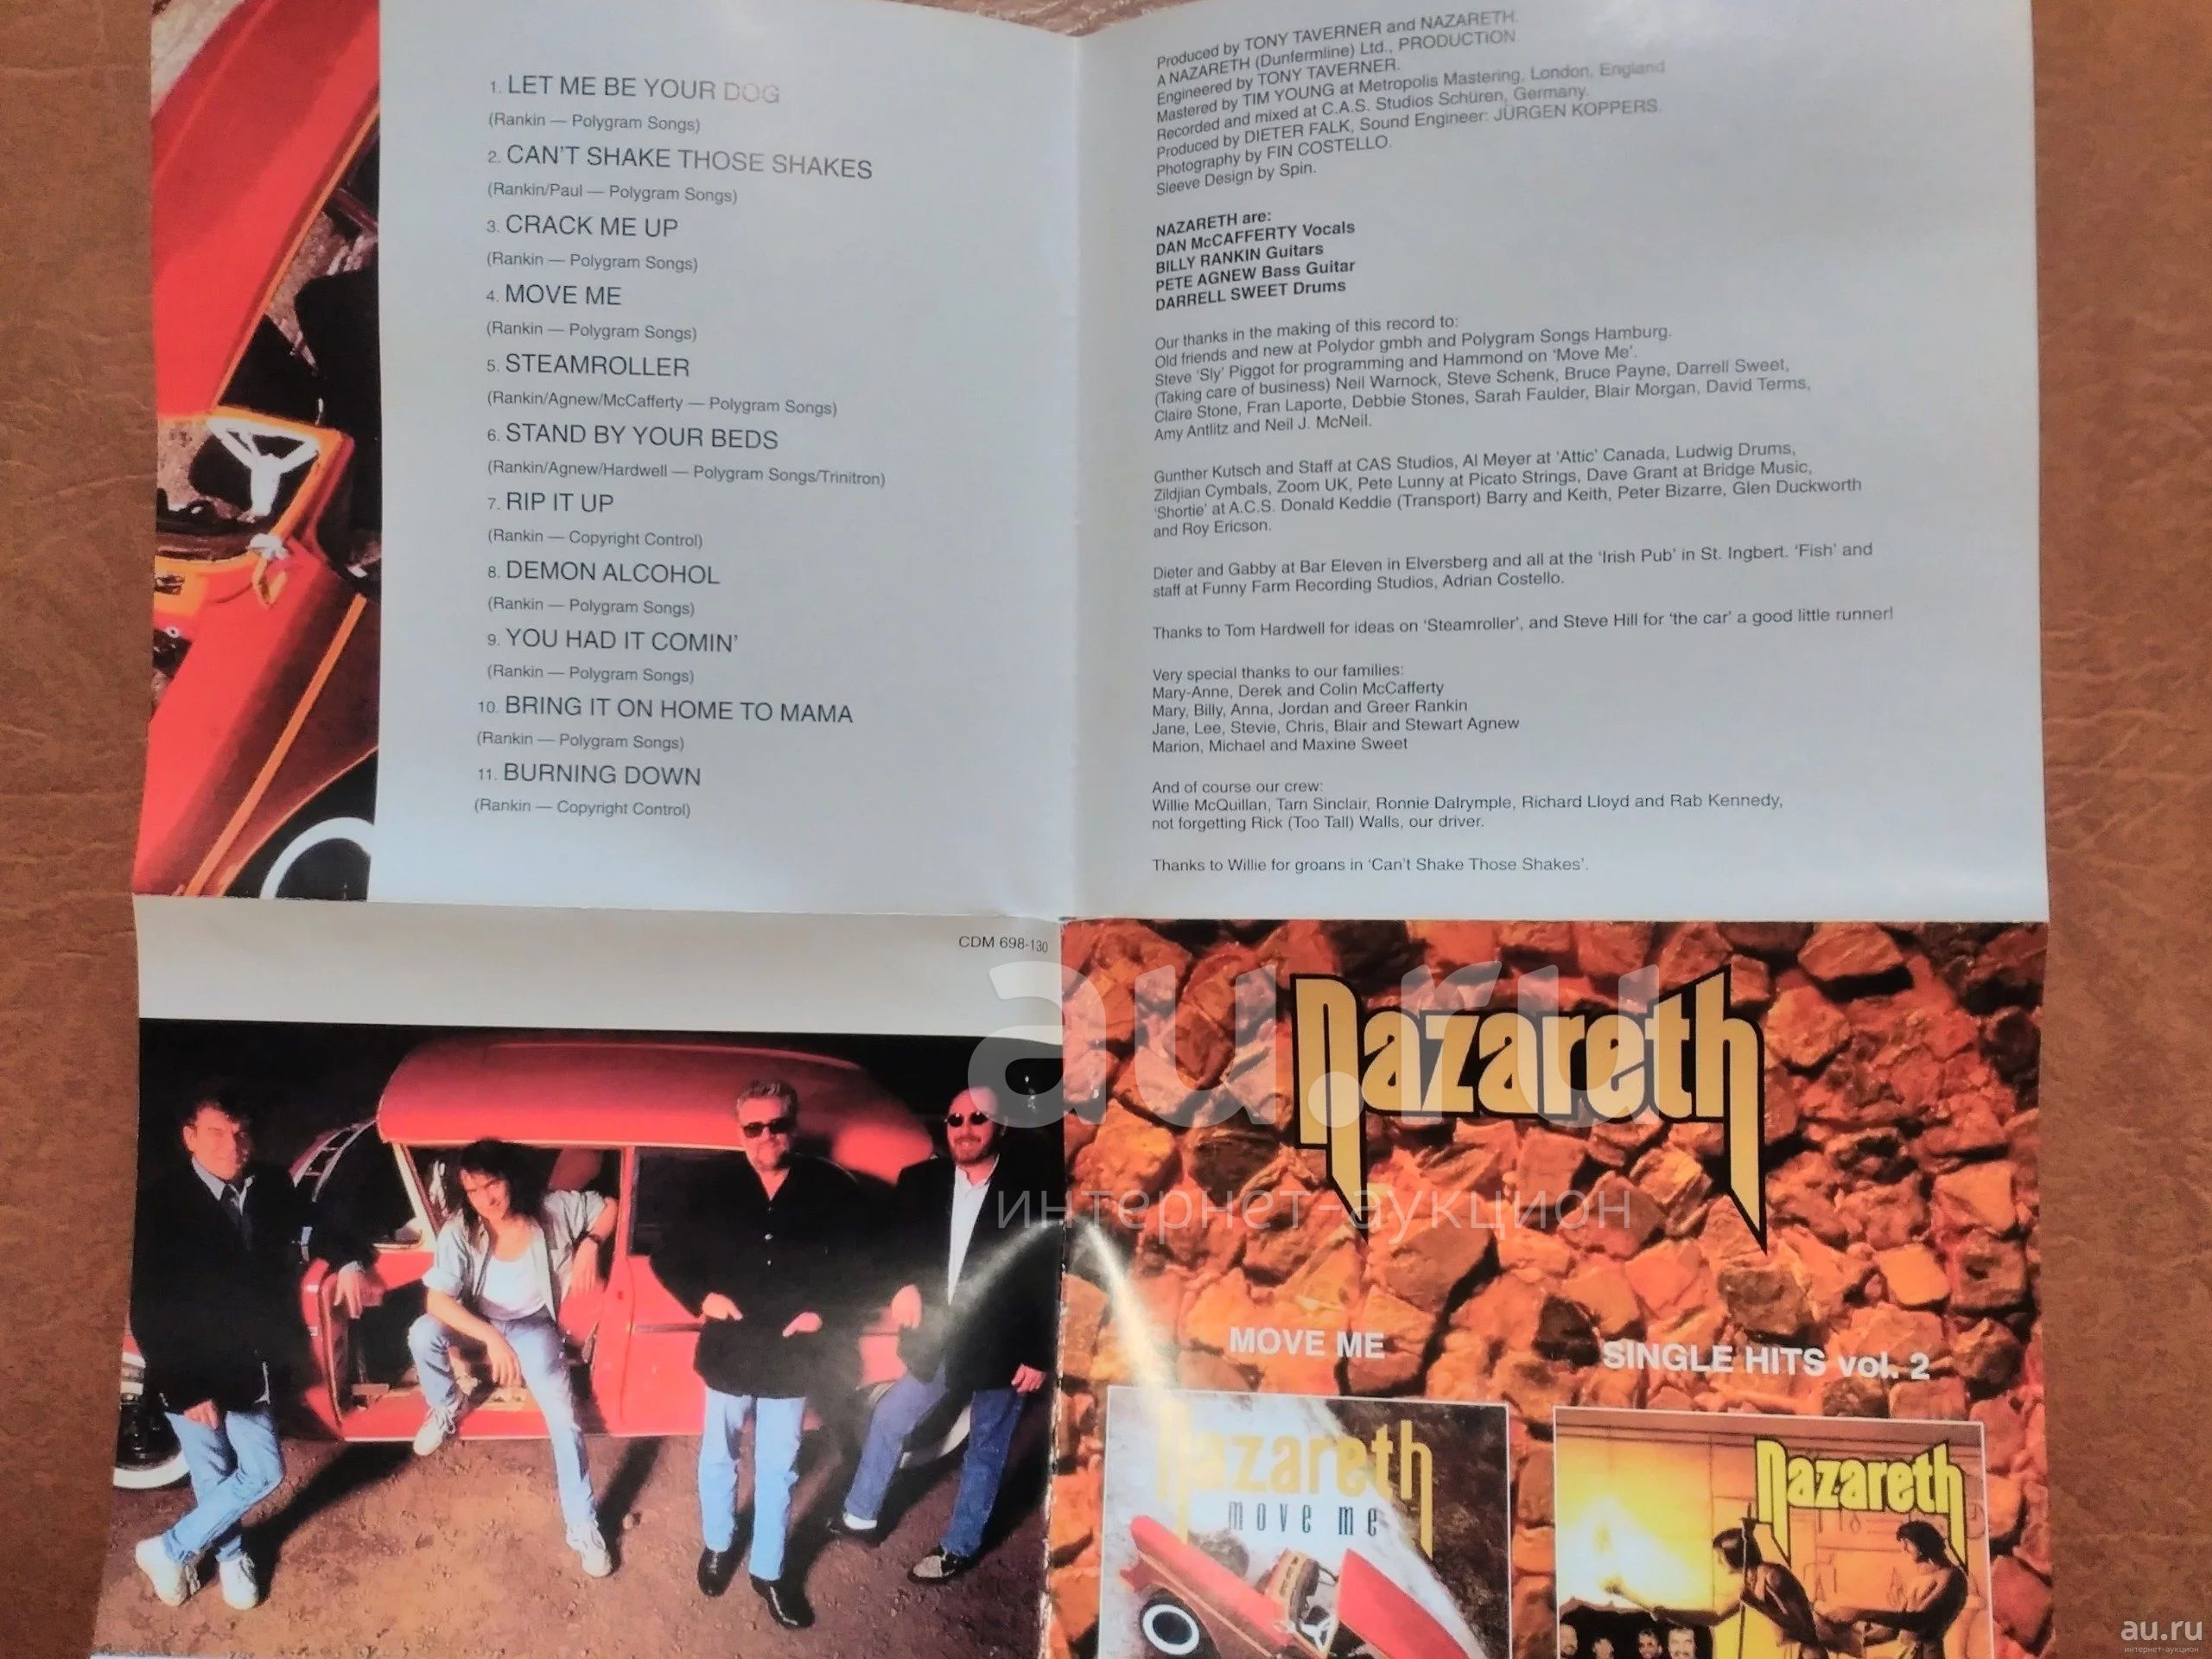 1. LET ME BE YOUR DOG
(Rankin — Polygram Songs)
2. CAN'T SHAKE THOSE SHAKES
(Rankin/Paul — Polygram Songs)
3. CRACK ME UP
(Rankin — Polygram Songs)
4. MOVE ME
(Rankin — Polygram Songs)
5. STEAMROLLER
(Rankin/Agnew/McCafferty — Polygram Songs)
6. STAND BY YOUR BEDS
(Rankin/Agnew/Hardwell — Polygram Songs/Trinitron)
7. RIP IT UP
(Rankin — Copyright Control)
8. DEMON ALCOHOL
(Rankin — Polygram Songs)
9. YOU HAD IT COMIN'
(Rankin — Polygram Songs)
10. BRING IT ON HOME TO MAMA
(Rankin — Polygram Songs)
11. BURNING DOWN
(Rankin — Copyright Control)
Produced by TONY TAVERNER and NAZARETH.
A NAZARETH (Dunfermline) Ltd., PRODUCTION
Engineered by TONY TAVERNER.
Mastered by TIM YOUNG at Metropolis Mastering, London, England
Recorded and mixed at C.A.S. Studios Schüren, Germany.
Produced by DIETER FALK, Sound Engineer: JÜRGEN KOPPERS.
Photography by FIN COSTELLO.
Sleeve Design by Spin.
NAZARETH are:
DAN McCAFFERTY Vocals
BILLY RANKIN Guitars
PETE AGNEW Bass Guitar
DARRELL SWEET Drums
Our thanks in the making of this record to:
Old friends and new at Polydor gmbh and Polygram Songs Hamburg.
Steve 'Sly' Piggot for programming and Hammond on 'Move Me'.
(Taking care of business) Neil Warnock, Steve Schenk, Bruce Payne, Darrell Sweet,
Claire Stone, Fran Laporte, Debbie Stones, Sarah Faulder, Blair Morgan, David Terms,
Amy Antlitz and Neil J. McNeil.
Gunther Kutsch and Staff at CAS Studios, Al Meyer at 'Attic' Canada, Ludwig Drums,
Zildjian Cymbals, Zoom UK, Pete Lunny at Picato Strings, Dave Grant at Bridge Music,
'Shortie' at A.C.S. Donald Keddie (Transport) Barry and Keith, Peter Bizarre, Glen Duckworth
and Roy Ericson.
Dieter and Gabby at Bar Eleven in Elversberg and all at the 'Irish Pub' in St. Ingbert. 'Fish' and
staff at Funny Farm Recording Studios, Adrian Costello.
Thanks to Tom Hardwell for ideas on 'Steamroller', and Steve Hill for 'the car' a good little runner!
Very special thanks to our families:
Mary-Anne, Derek and Colin McCafferty
Mary, Billy, Anna, Jordan and Greer Rankin
Jane, Lee, Stevie, Chris, Blair and Stewart Agnew
Marion, Michael and Maxine Sweet
And of course our crew:
Willie McQuillan, Tarn Sinclair, Ronnie Dalrymple, Richard Lloyd and Rab Kennedy,
not forgetting Rick (Too Tall) Walls, our driver.
Thanks to Willie for groans in 'Can't Shake Those Shakes'.
CDM 698-130
au.ru
интернет-аукцион
Nazareth
MOVE ME
SINGLE HITS vol. 2
Nazareth
move me
Nazareth
au.ru
интернет-аукцион